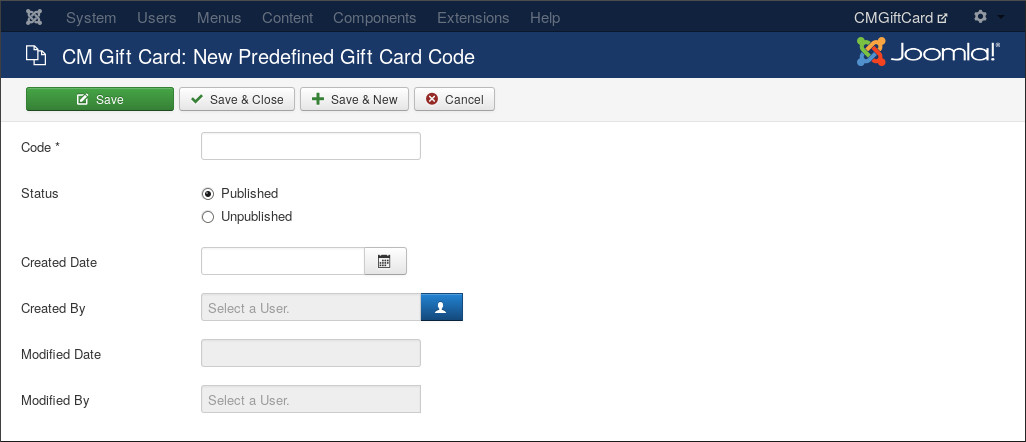 System Users Menus Content Components Extensions Help CMGiftCard
CM Gift Card: New Predefined Gift Card Code Joomla!®
Save Save & Close Save & New Cancel
Code *
Status Published
Unpublished
Created Date
Created By Select a User.
Modified Date
Modified By Select a User.